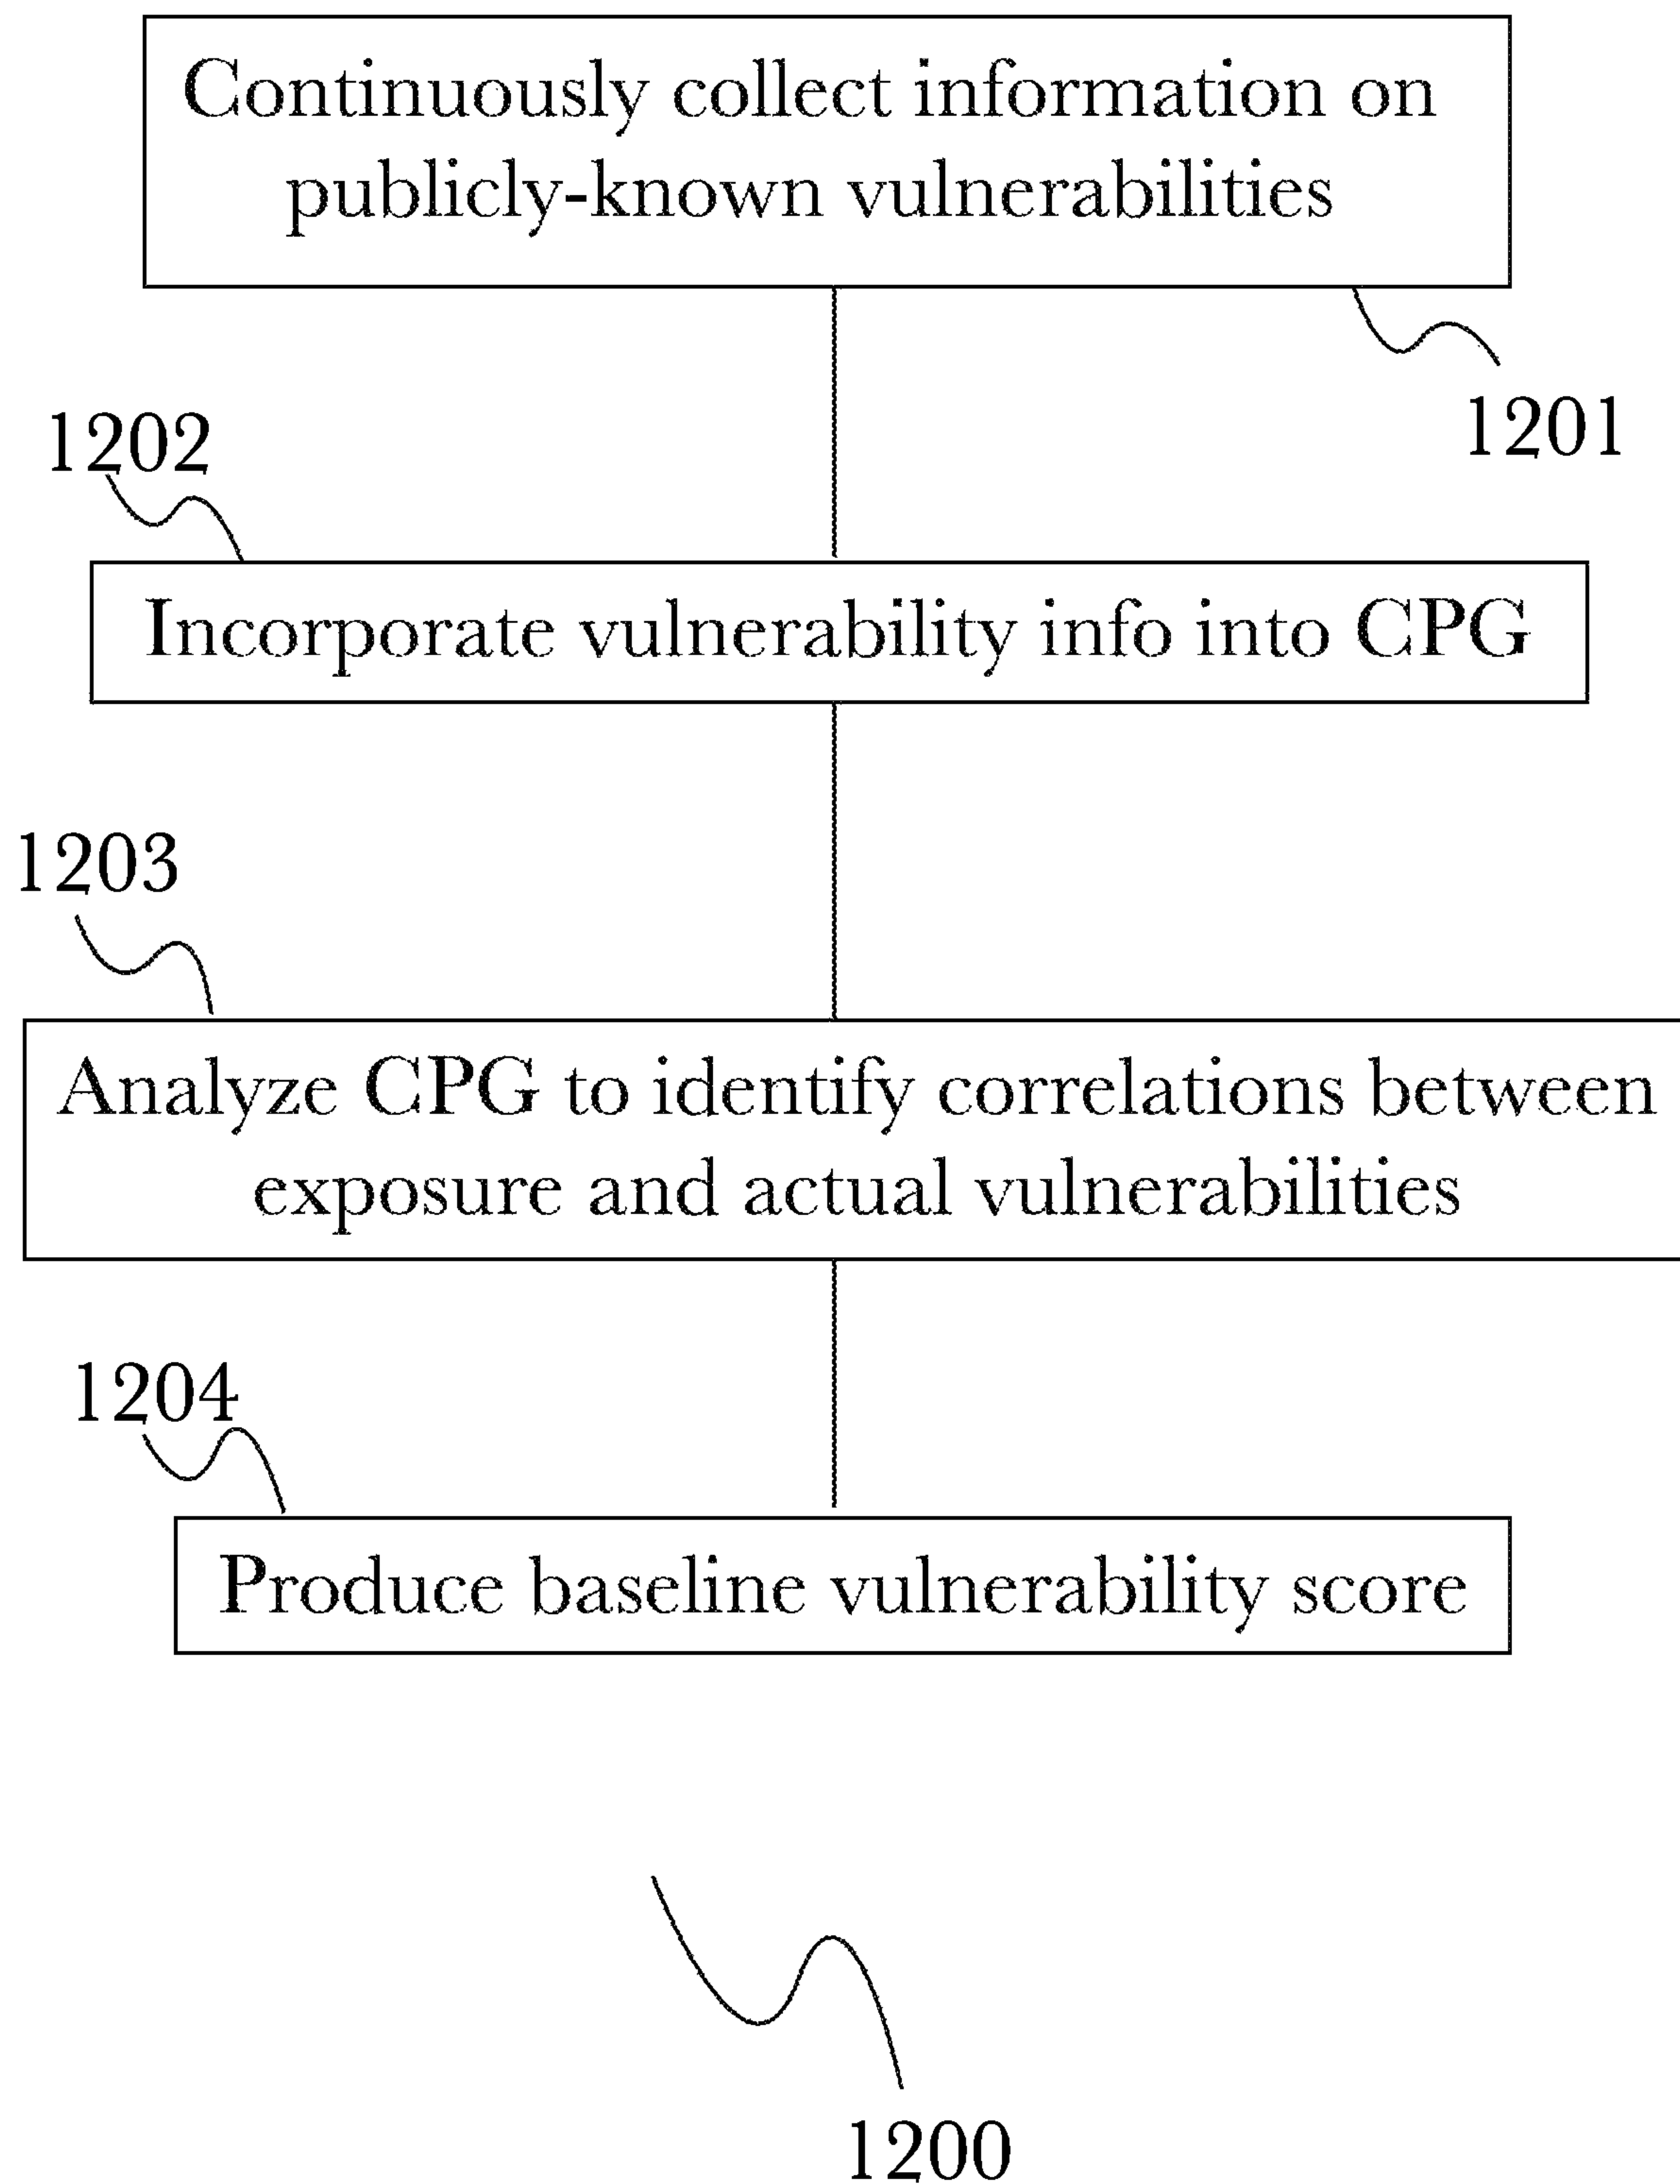 Continuously collect information on
publicly-known vulnerabilities
1201
1202
Incorporate vulnerability info into CPG
1203
Analyze CPG to identify correlations between
exposure and actual vulnerabilities
1204
Produce baseline vulnerability score
1200